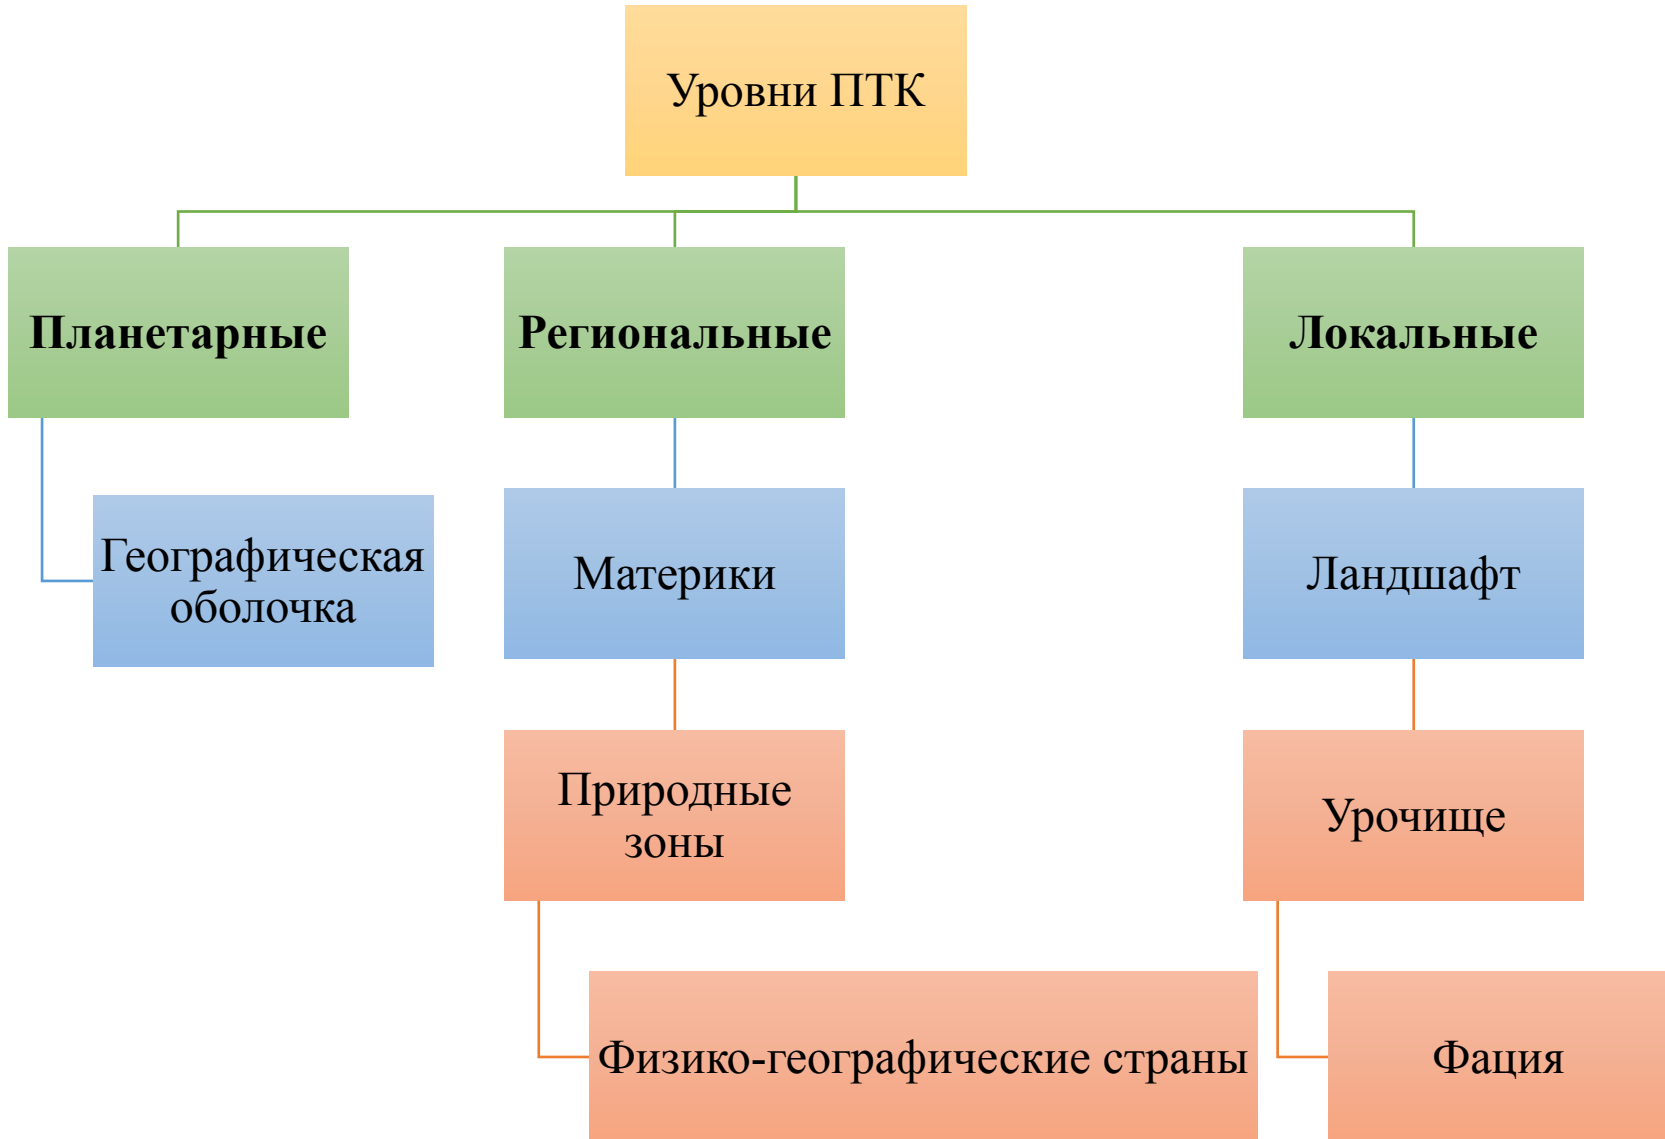 Уровни ПТК
Планетарные
Региональные
Локальные
Географическая
оболочка
Материки
Ландшафт
Природные
зоны
Урочище
Физико-географические страны
Фация